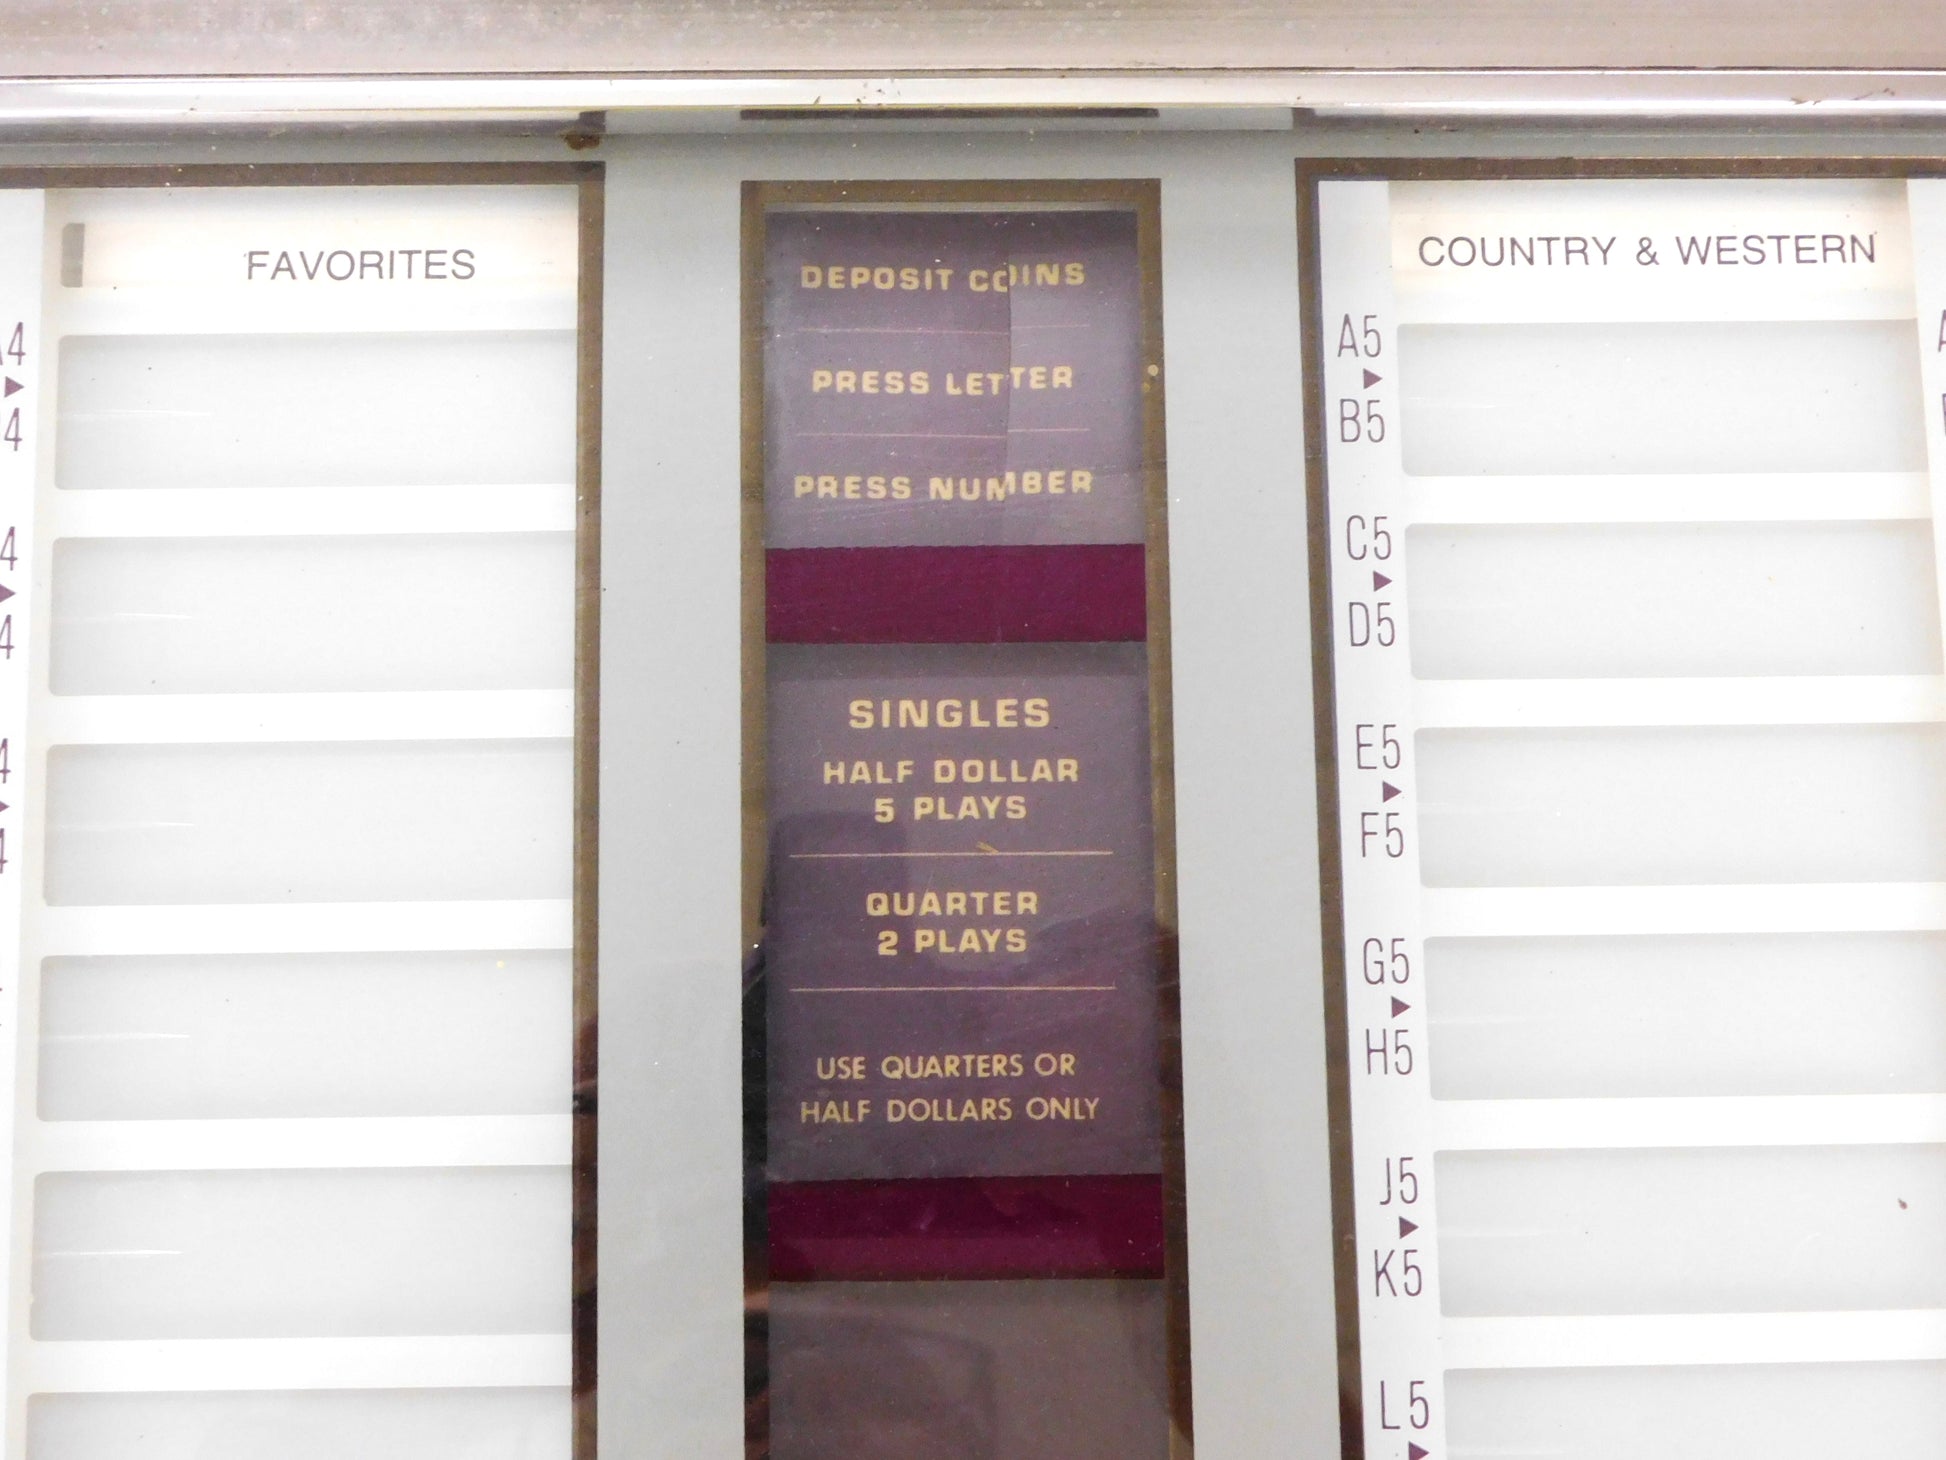 FAVORITES
DEPOSIT COINS
PRESS LETTER
PRESS NUMBER
SINGLES
HALF DOLLAR
5 PLAYS
QUARTER
2 PLAYS
USE QUARTERS OR
HALF DOLLARS ONLY
COUNTRY & WESTERN
A5
B5
C5
D5
E5
F5
G5
H5
J5
K5
L5